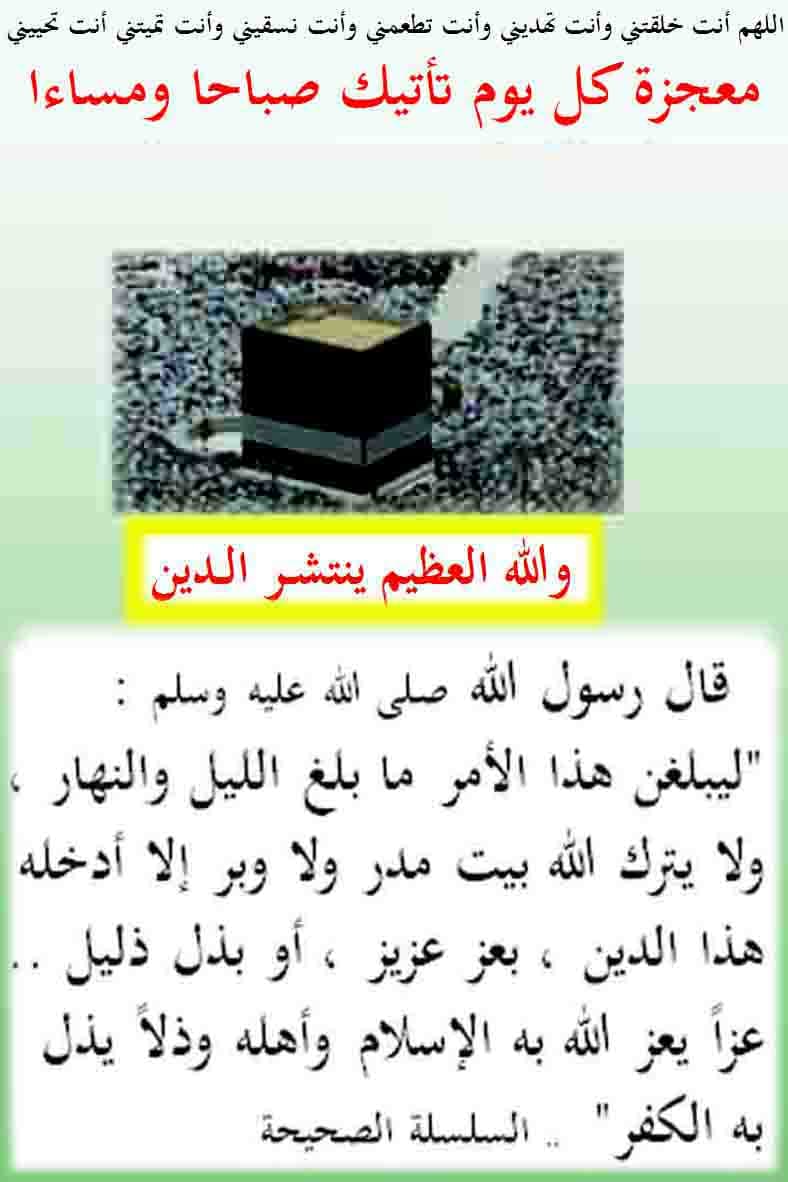 اللهم أنت خلقتني وأنت تهديني وأنت تطعمني وأنت نسقيني وأنت تميتني أنت تحييني
معجزة كل يوم تأتيك صباحا ومساءا
والله العظيم ينتشر الدين
قال رسول الله صلى الله عليه وسلم :
"ليبلغن هذا الأمر ما بلغ الليل والنهار ،
ولا يترك الله بيت مدر ولا وبر إلا أدخله
هذا الدين ، بعز عزيز ، أو بذل ذليل ..
عزاً يعز الله به الإسلام وأهله وذلاً يذل
به الكفر" .. السلسلة الصحيحة